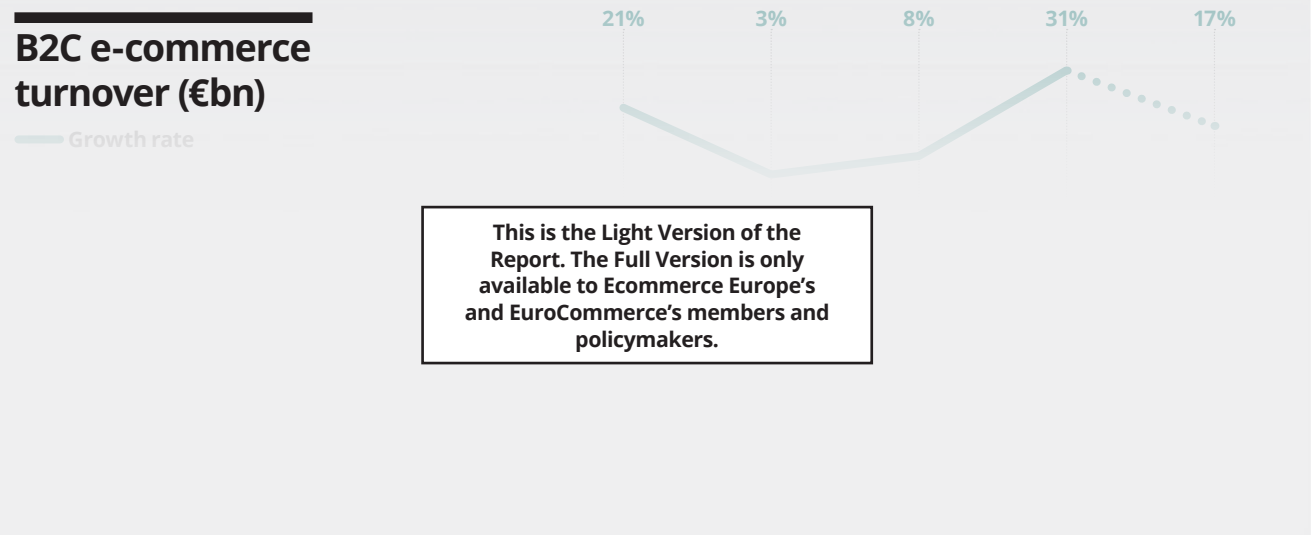 B2C e-commerce
turnover (€bn)
Growth rate
21% 3% 8% 31% 17%
This is the Light Version of the
Report. The Full Version is only
available to Ecommerce Europe’s
and EuroCommerce’s members and
policymakers.